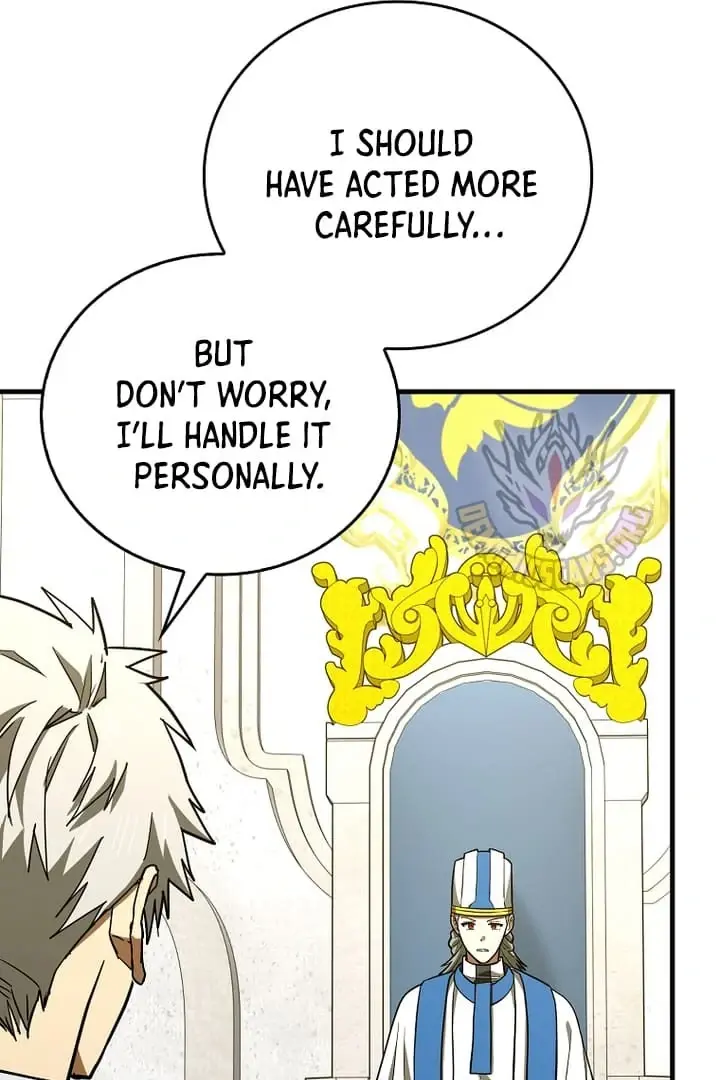 I SHOULD
HAVE ACTED MORE
CAREFULLY...
BUT
DON'T WORRY,
I'LL HANDLE IT
PERSONALLY.